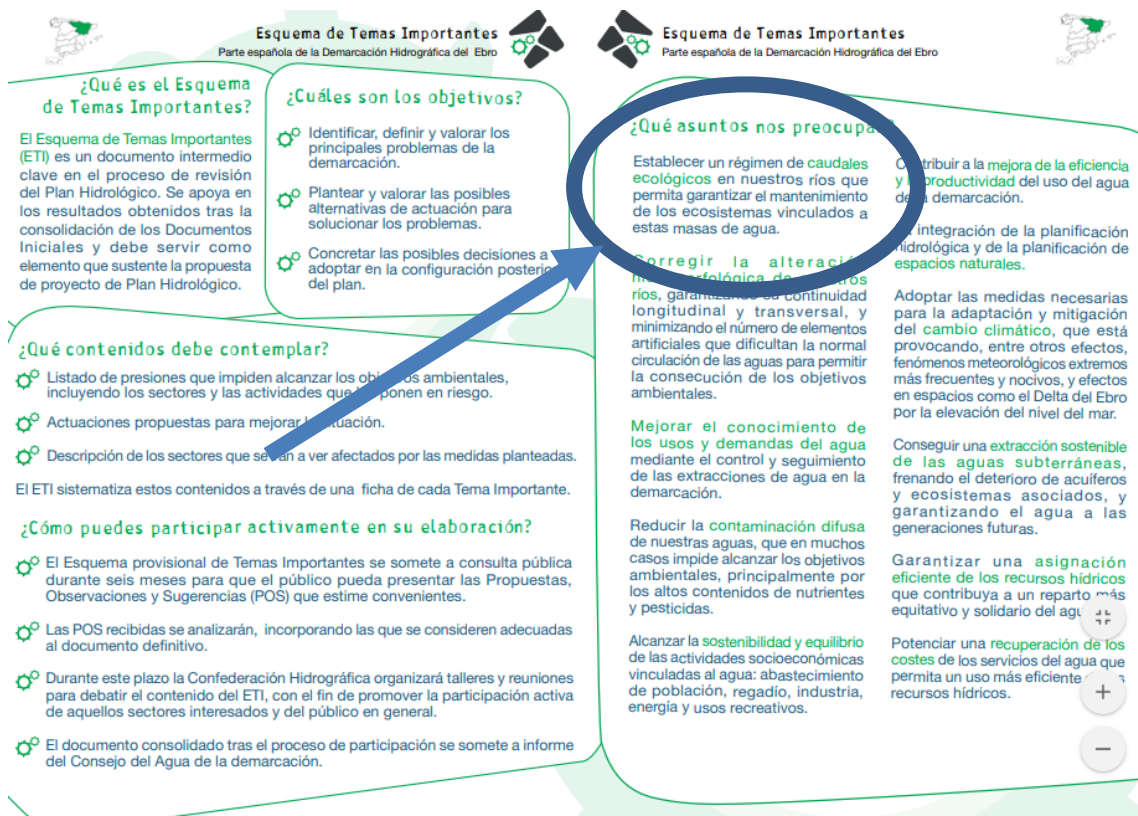 Esquema de Temas Importantes
Parte española de la Demarcación Hidrográfica del Ebro
¿Qué es el Esquema
de Temas Importantes?
El Esquema de Temas Importantes
(ETI) es un documento intermedio
clave en el proceso de revisión
del Plan Hidrológico. Se apoya en
los resultados obtenidos tras la
consolidación de los Documentos
Iniciales y debe servir como
elemento que sustente la propuesta
de proyecto de Plan Hidrológico.
¿Cuáles son los objetivos?
Identificar, definir y valorar los
principales problemas de la
demarcación.
Plantear y valorar las posibles
alternativas de actuación para
solucionar los problemas.
Concretar las posibles decisiones a
adoptar en la configuración posterior
del plan.
¿Qué contenidos debe contemplar?
Listado de presiones que impiden alcanzar los objetivos ambientales,
incluyendo los sectores y las actividades que ponen en riesgo.
Actuaciones propuestas para mejorar la situación.
Descripción de los sectores que se van a ver afectados por las medidas planteadas.
El ETI sistematiza estos contenidos a través de una ficha de cada Tema Importante.
¿Cómo puedes participar activamente en su elaboración?
El Esquema provisional de Temas Importantes se somete a consulta pública
durante seis meses para que el público pueda presentar las Propuestas,
Observaciones y Sugerencias (POS) que estime convenientes.
Las POS recibidas se analizarán, incorporando las que se consideren adecuadas
al documento definitivo.
Durante este plazo la Confederación Hidrográfica organizará talleres y reuniones
para debatir el contenido del ETI, con el fin de promover la participación activa
de aquellos sectores interesados y del público en general.
El documento consolidado tras el proceso de participación se somete a informe
del Consejo del Agua de la demarcación.
Esquema de Temas Importantes
Parte española de la Demarcación Hidrográfica del Ebro
¿Qué asuntos nos preocupan?
Establecer un régimen de caudales
ecológicos en nuestros ríos que
permita garantizar el mantenimiento
de los ecosistemas vinculados a
estas masas de agua.
Corregir la alteración
hidromorfológica de nuestros
ríos, garantizando su continuidad
longitudinal y transversal, y
minimizando el número de elementos
artificiales que dificultan la normal
circulación de las aguas para permitir
la consecución de los objetivos
ambientales.
Mejorar el conocimiento de
los usos y demandas del agua
mediante el control y seguimiento
de las extracciones de agua en la
demarcación.
Reducir la contaminación difusa
de nuestras aguas, que en muchos
casos impide alcanzar los objetivos
ambientales, principalmente por
los altos contenidos de nutrientes
y pesticidas.
Alcanzar la sostenibilidad y equilibrio
de las actividades socioeconómicas
vinculadas al agua: abastecimiento
de población, regadío, industria,
energía y usos recreativos.
Contribuir a la mejora de la eficiencia
y la productividad del uso del agua
de la demarcación.
La integración de la planificación
hidrológica y de la planificación de
espacios naturales.
Adoptar las medidas necesarias
para la adaptación y mitigación
del cambio climático, que está
provocando, entre otros efectos,
fenómenos meteorológicos extremos
más frecuentes y nocivos, y efectos
en espacios como el Delta del Ebro
por la elevación del nivel del mar.
Conseguir una extracción sostenible
de las aguas subterráneas,
frenando el deterioro de acuíferos
y ecosistemas asociados, y
garantizando el agua a las
generaciones futuras.
Garantizar una asignación
eficiente de los recursos hídricos
que contribuya a un reparto más
equitativo y solidario del agua
Potenciar una recuperación de los
costes de los servicios del agua que
permita un uso más eficiente
recursos hídricos.